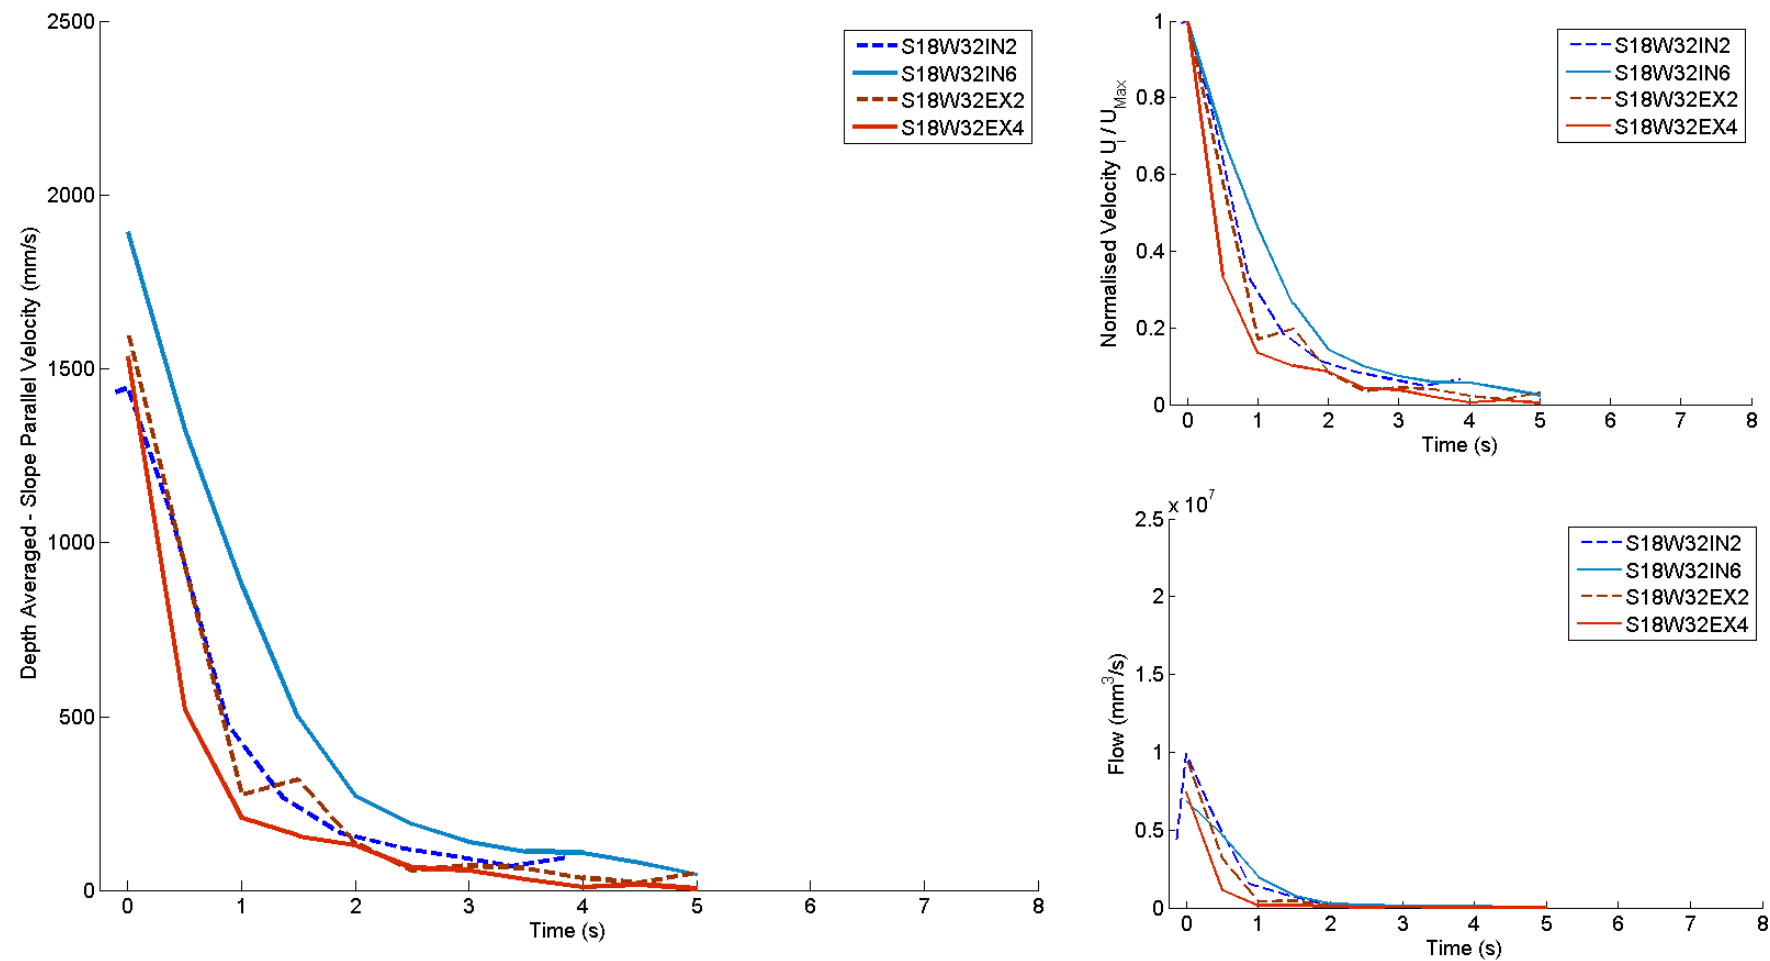 2500
2000
1500
1000
500
0
Depth Averaged - Slope Parallel Velocity (mm/s)
0 1 2 3 4 5 6 7 8
Time (s)
S18W32IN2
S18W32IN6
S18W32EX2
S18W32EX4
1
0.8
0.6
0.4
0.2
0
Normalised Velocity Ui / UMax
0 1 2 3 4 5 6 7 8
Time (s)
S18W32IN2
S18W32IN6
S18W32EX2
S18W32EX4
x 10^7
2.5
2
1.5
1
0.5
0
Flow (mm^3/s)
0 1 2 3 4 5 6 7 8
Time (s)
S18W32IN2
S18W32IN6
S18W32EX2
S18W32EX4